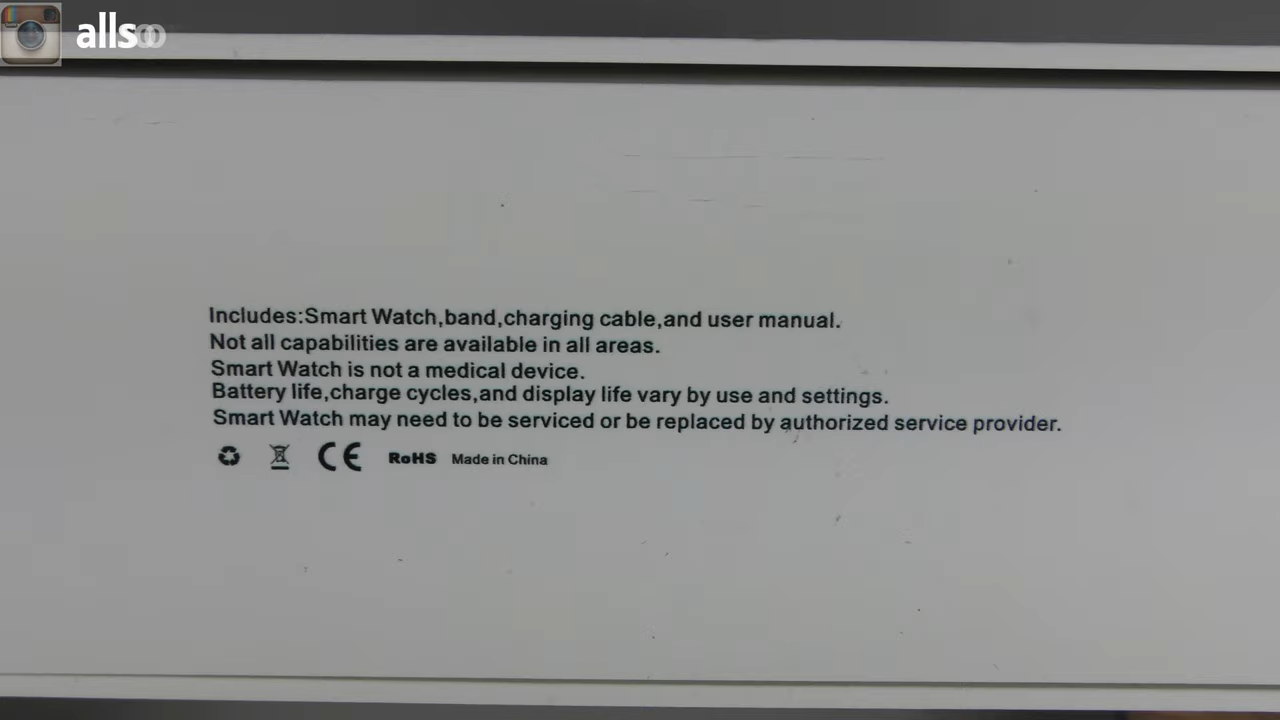 allsoo
Includes:Smart Watch,band,charging cable,and user manual.
Not all capabilities are available in all areas.
Smart Watch is not a medical device.
Battery life,charge cycles,and display life vary by use and settings.
Smart Watch may need to be serviced or be replaced by authorized service provider.
CE RoHS Made in China